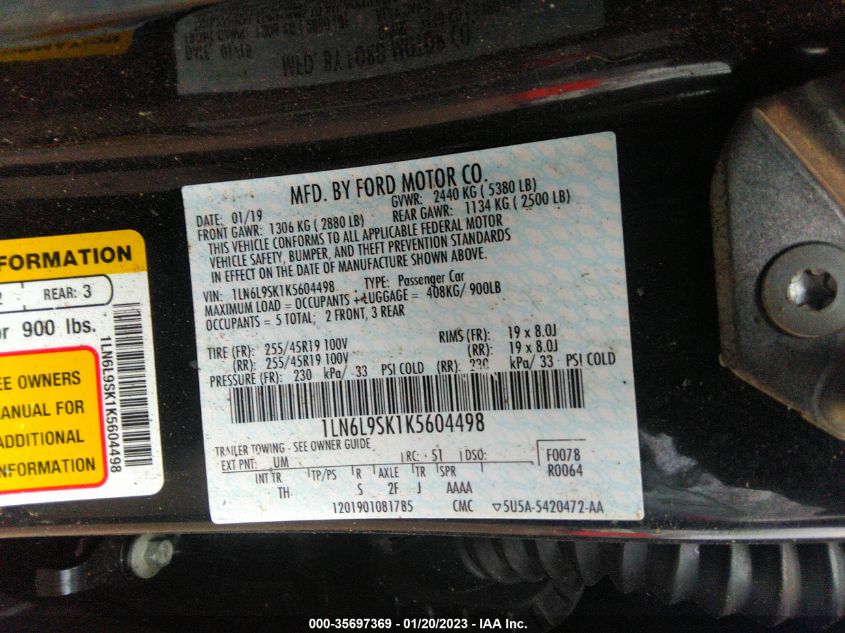 MFD. BY FORD MOTOR CO.
DATE: 01/19 GVWR: 2440 KG ( 5380 LB)
FRONT GAWR: 1306 KG ( 2880 LB) REAR GAWR: 1134 KG ( 2500 LB)
THIS VEHICLE CONFORMS TO ALL APPLICABLE FEDERAL MOTOR
VEHICLE SAFETY, BUMPER, AND THEFT PREVENTION STANDARDS
IN EFFECT ON THE DATE OF MANUFACTURE SHOWN ABOVE.
VIN: 1LN6L9SK1K5604498 TYPE: Passenger Car
MAXIMUM LOAD = OCCUPANTS + LUGGAGE = 408KG/ 900LB
OCCUPANTS = 5 TOTAL; 2 FRONT, 3 REAR
TIRE (FR): 255/45R19 100V RIMS (FR): 19 x 8.0J
(RR): 255/45R19 100V (RR): 19 x 8.0J
PRESSURE (FR): 230 kPa/ 33 PSI COLD (RR): 230 kPa/ 33 PSI COLD
1LN6L9SK1K5604498
TRAILER TOWING - SEE OWNER GUIDE
EXT PNT: UM RC: 51 DSO: F0078
INT TR TP/PS R AXLE TR SPR R0064
TH S 2F J AAAA
1201901081785 CMC ▽5U5A-5420472-AA
FORMATION
2 REAR: 3
or 900 lbs.
EE OWNERS
MANUAL FOR
ADDITIONAL
NFORMATION
1LN6L9SK1K5604498
000-35697369 - 01/20/2023 - IAA Inc.